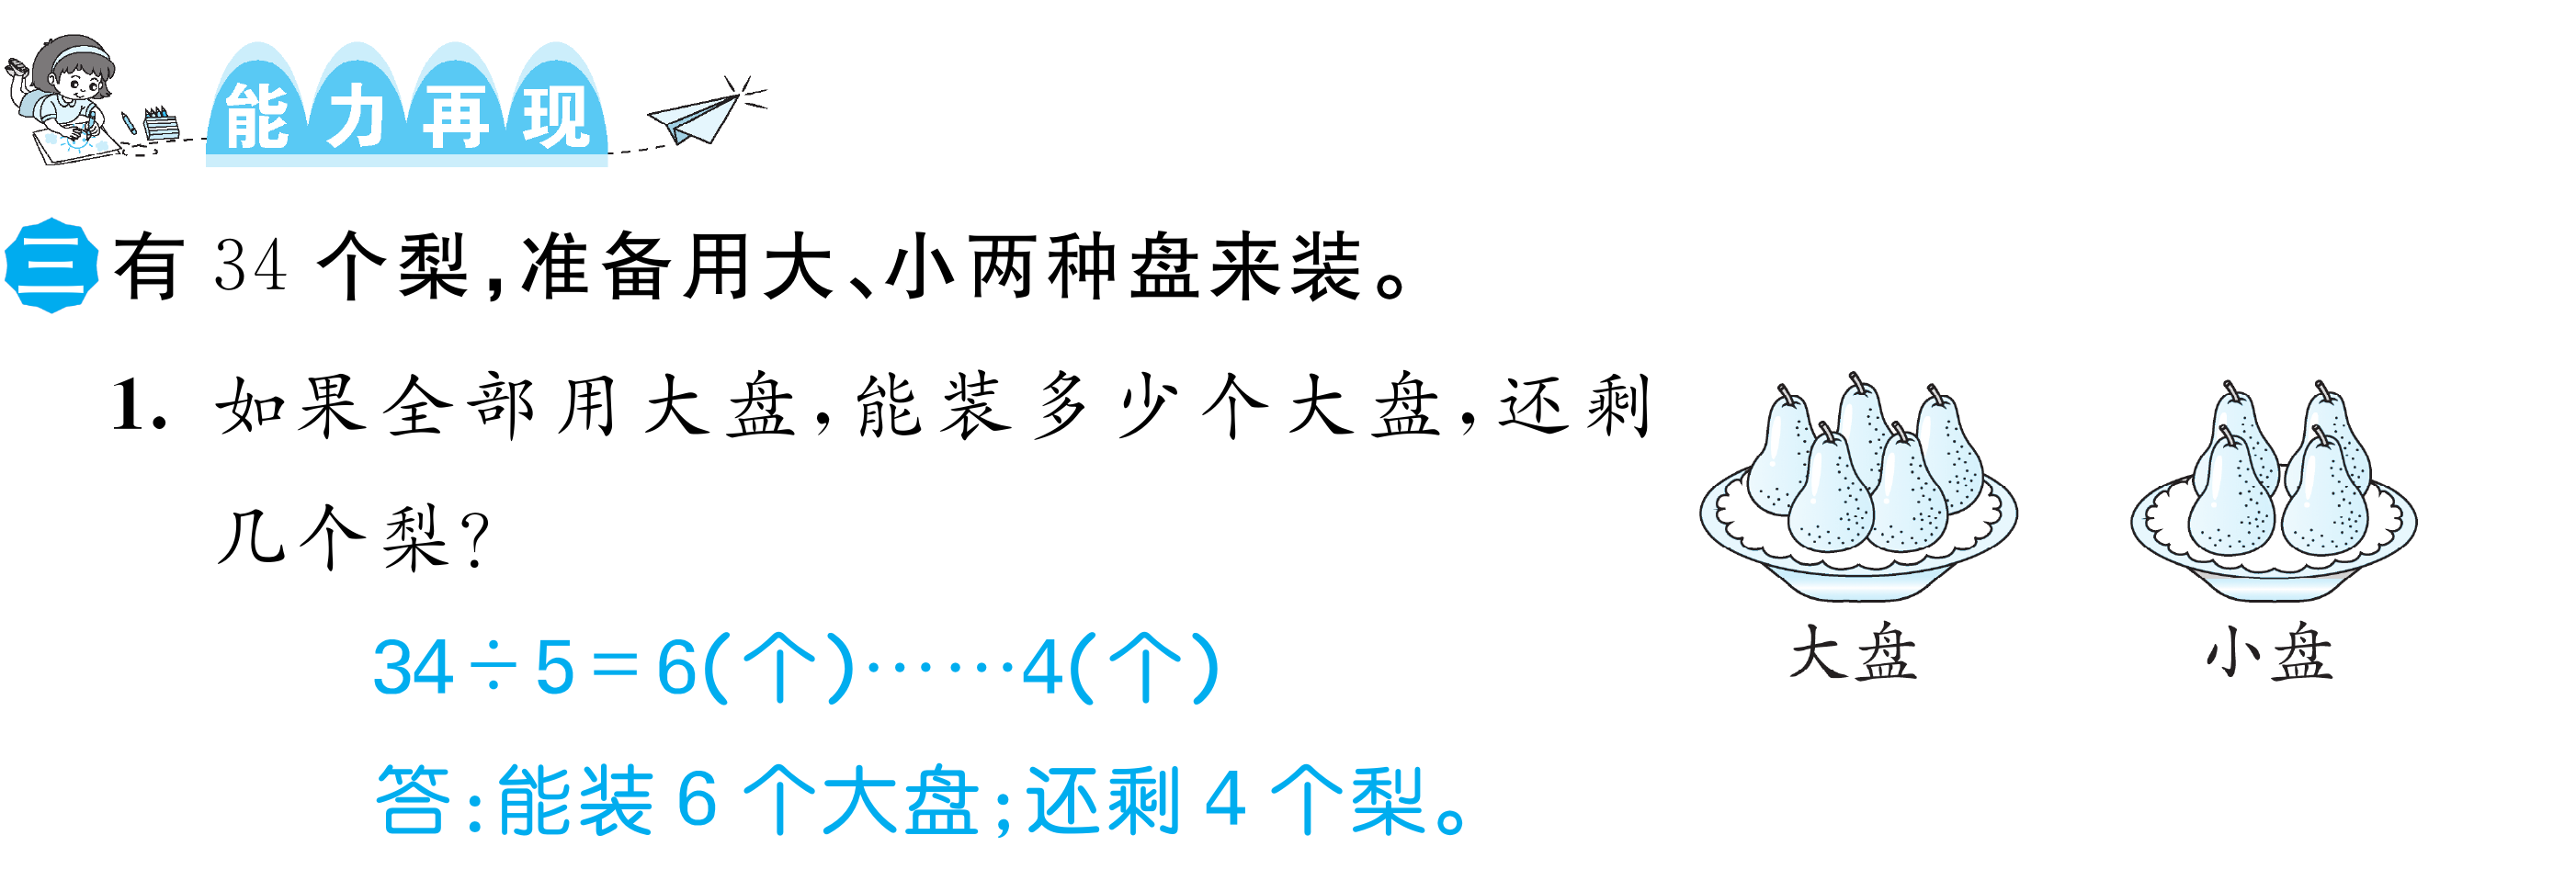 能力再现
三 有 34 个梨,准备用大、小两种盘来装。
1. 如果全部用大盘,能装多少个大盘,还剩
几个梨?
大盘 小盘
34÷5=6(个)……4(个)
答:能装 6 个大盘;还剩 4 个梨。